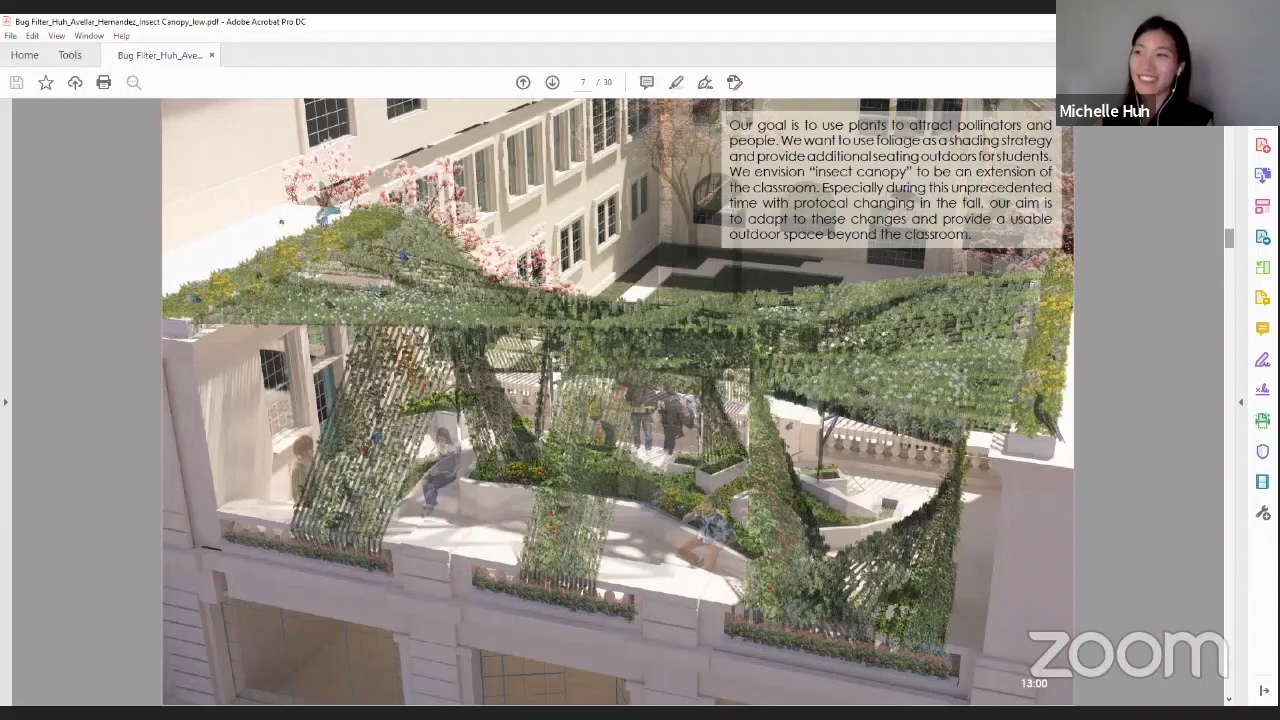 Bug Filter_Huh_Avellar_Hernandez_Insect Canopy_low.pdf - Adobe Acrobat Pro DC
File Edit View Window Help
Home Tools Bug Filter_Huh_Ave... ×
7 / 30
Michelle Huh
Our goal is to use plants to attract pollinators and
people. We want to use foliage as a shading strategy
and provide additional seating outdoors for students.
We envision “insect canopy” to be an extension of
the classroom. Especially during this unprecedented
time with protocal changing in the fall, our aim is
to adapt to these changes and provide a usable
outdoor space beyond the classroom.
zoom
13:00